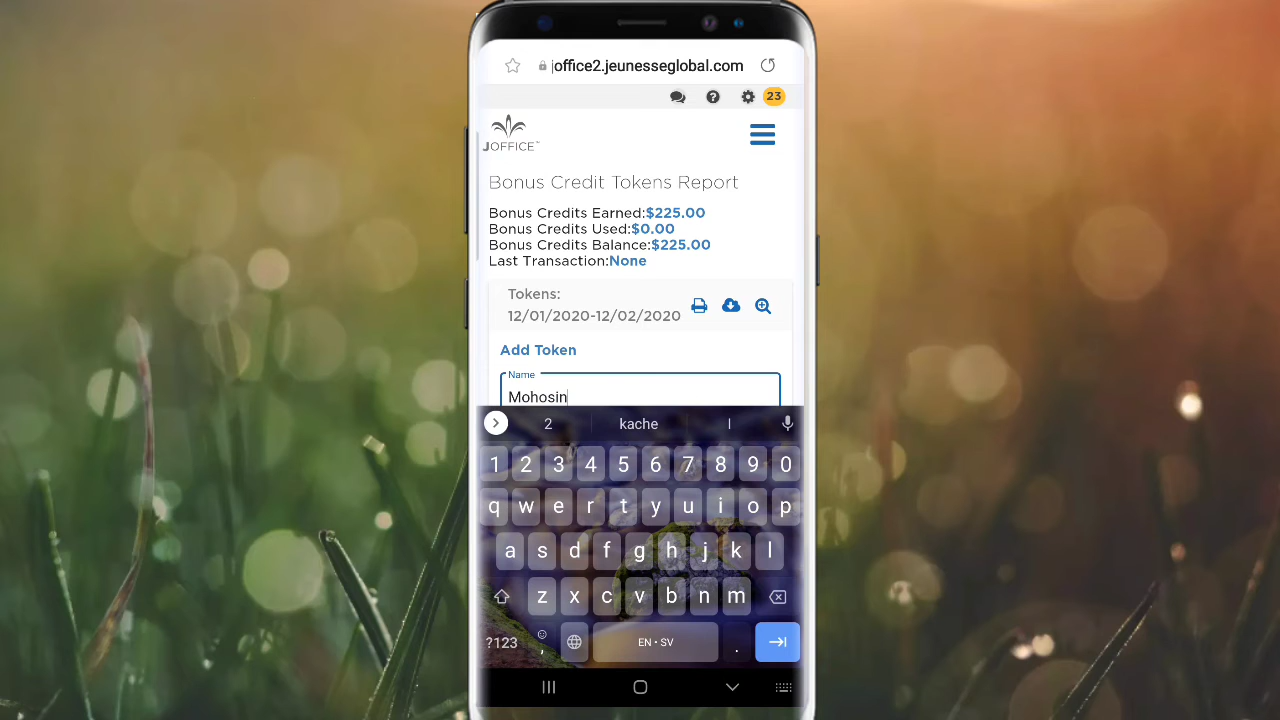 joffice2.jeunesseglobal.com
23
JOFFICE™
Bonus Credit Tokens Report
Bonus Credits Earned:$225.00
Bonus Credits Used:$0.00
Bonus Credits Balance:$225.00
Last Transaction:None
Tokens:
12/01/2020-12/02/2020
Add Token
Name
Mohosin
2 kache I
1 2 3 4 5 6 7 8 9 0
q w e r t y u i o p
a s d f g h j k l
z x c v b n m
?123 , EN • SV .